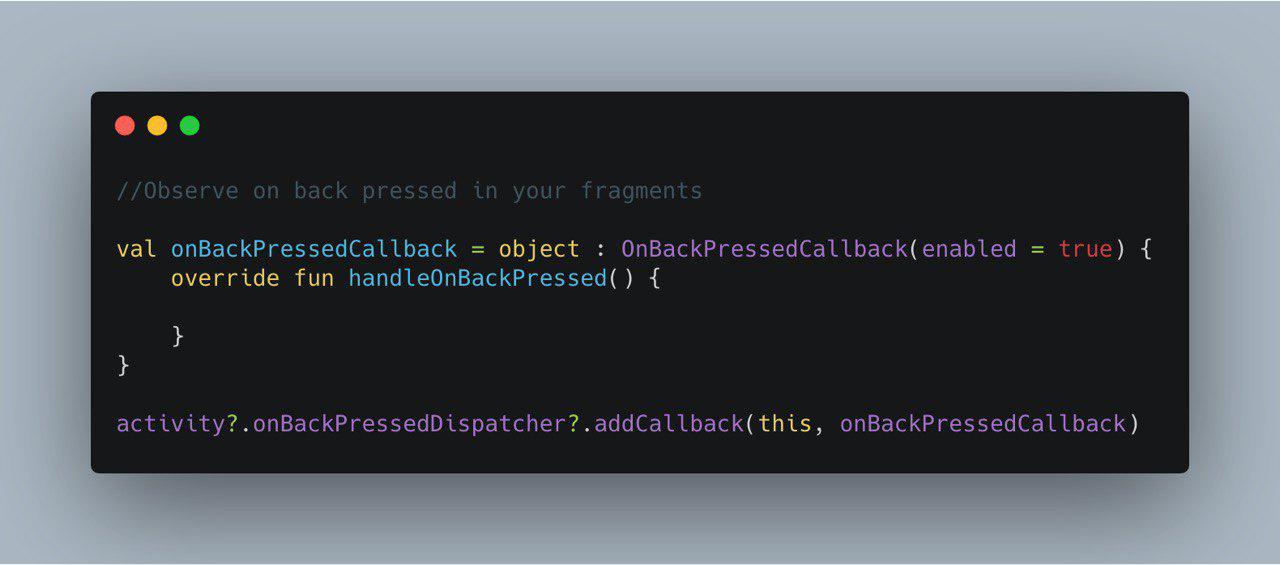 //Observe on back pressed in your fragments
val onBackPressedCallback = object : OnBackPressedCallback(enabled = true) {
override fun handleOnBackPressed() {
}
}
activity?.onBackPressedDispatcher?.addCallback(this, onBackPressedCallback)